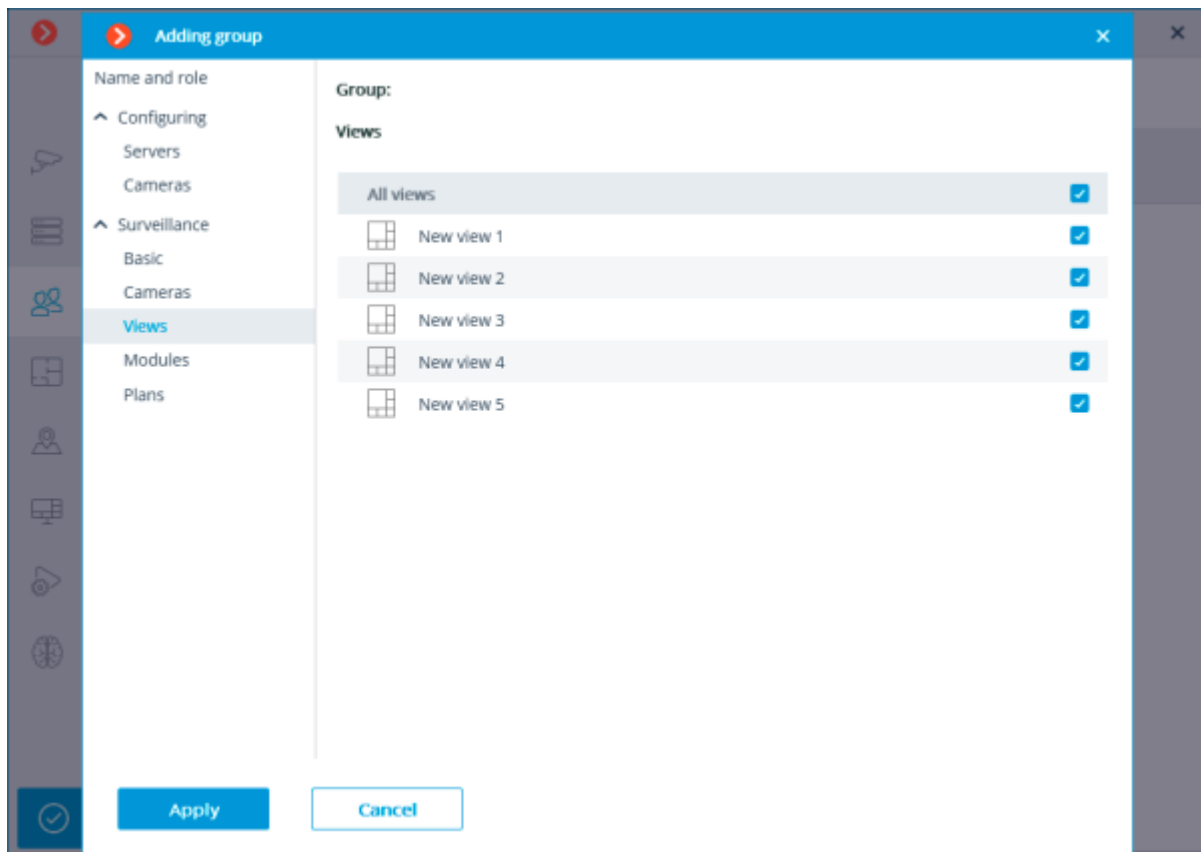 Adding group
Name and role
Configuring
Servers
Cameras
Surveillance
Basic
Cameras
Views
Modules
Plans
Group:
Views
All views
New view 1
New view 2
New view 3
New view 4
New view 5
Apply
Cancel